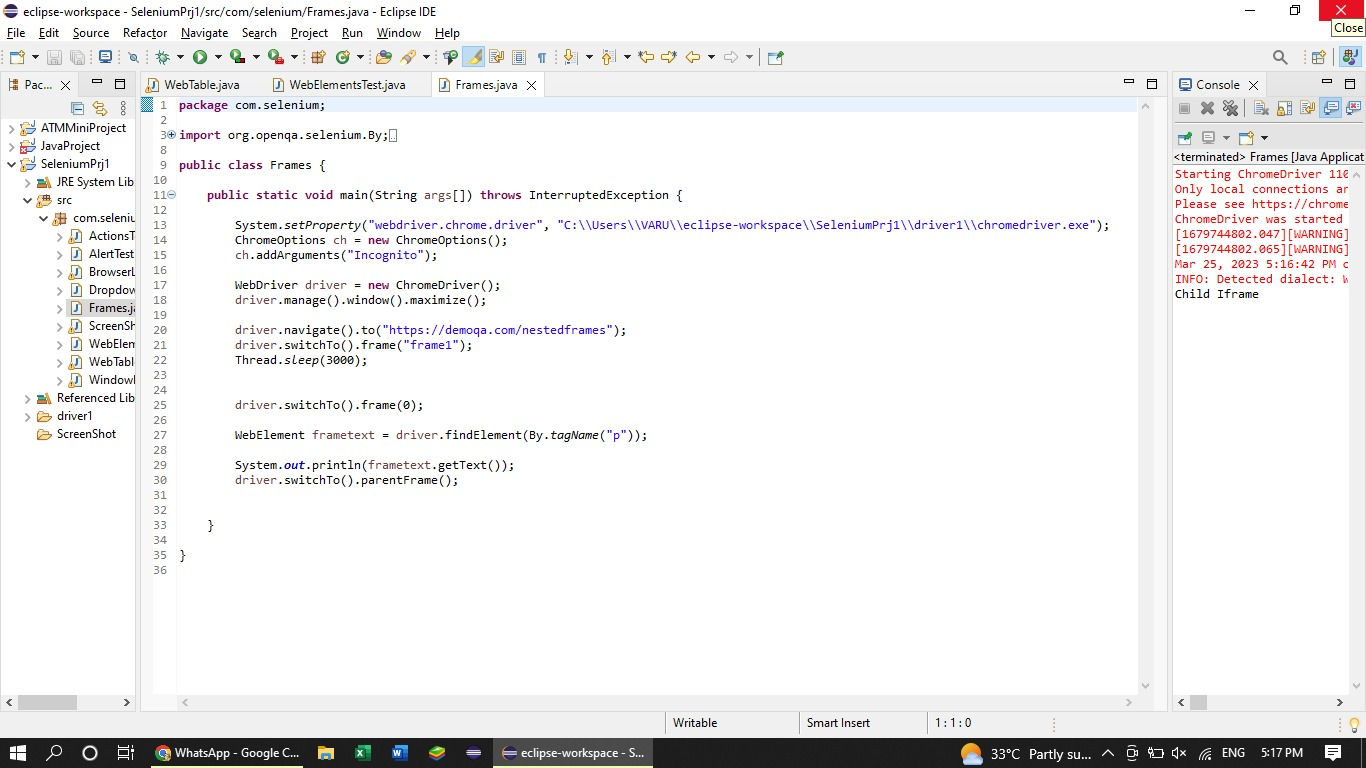 eclipse-workspace - SeleniumPrj1/src/com/selenium/Frames.java - Eclipse IDE
Close
File Edit Source Refactor Navigate Search Project Run Window Help
Pac...
ATMMiniProject
JavaProject
SeleniumPrj1
JRE System Lib
src
com.seleniu
ActionsT
AlertTest
BrowserL
Dropdow
Frames.ja
ScreenSh
WebElem
WebTabl
Windowl
Referenced Lib
driver1
ScreenShot
WebTable.java WebElementsTest.java Frames.java
1 package com.selenium;
2
3 import org.openqa.selenium.By;
8
9 public class Frames {
10
11 public static void main(String args[]) throws InterruptedException {
12
13 System.setProperty("webdriver.chrome.driver", "C:\\Users\\VARU\\eclipse-workspace\\SeleniumPrj1\\driver1\\chromedriver.exe");
14 ChromeOptions ch = new ChromeOptions();
15 ch.addArguments("Incognito");
16
17 WebDriver driver = new ChromeDriver();
18 driver.manage().window().maximize();
19
20 driver.navigate().to("https://demoqa.com/nestedframes");
21 driver.switchTo().frame("frame1");
22 Thread.sleep(3000);
23
24
25 driver.switchTo().frame(0);
26
27 WebElement frametext = driver.findElement(By.tagName("p"));
28
29 System.out.println(frametext.getText());
30 driver.switchTo().parentFrame();
31
32
33 }
34
35 }
36
Console
<terminated> Frames [Java Applicat
Starting ChromeDriver 110
Only local connections ar
Please see https://chrome
ChromeDriver was started
[1679744802.047][WARNING]
[1679744802.065][WARNING]
Mar 25, 2023 5:16:42 PM o
INFO: Detected dialect: W
Child Iframe
Writable Smart Insert 1 : 1 : 0
WhatsApp - Google C... eclipse-workspace - S... 33°C Partly su... ENG 5:17 PM